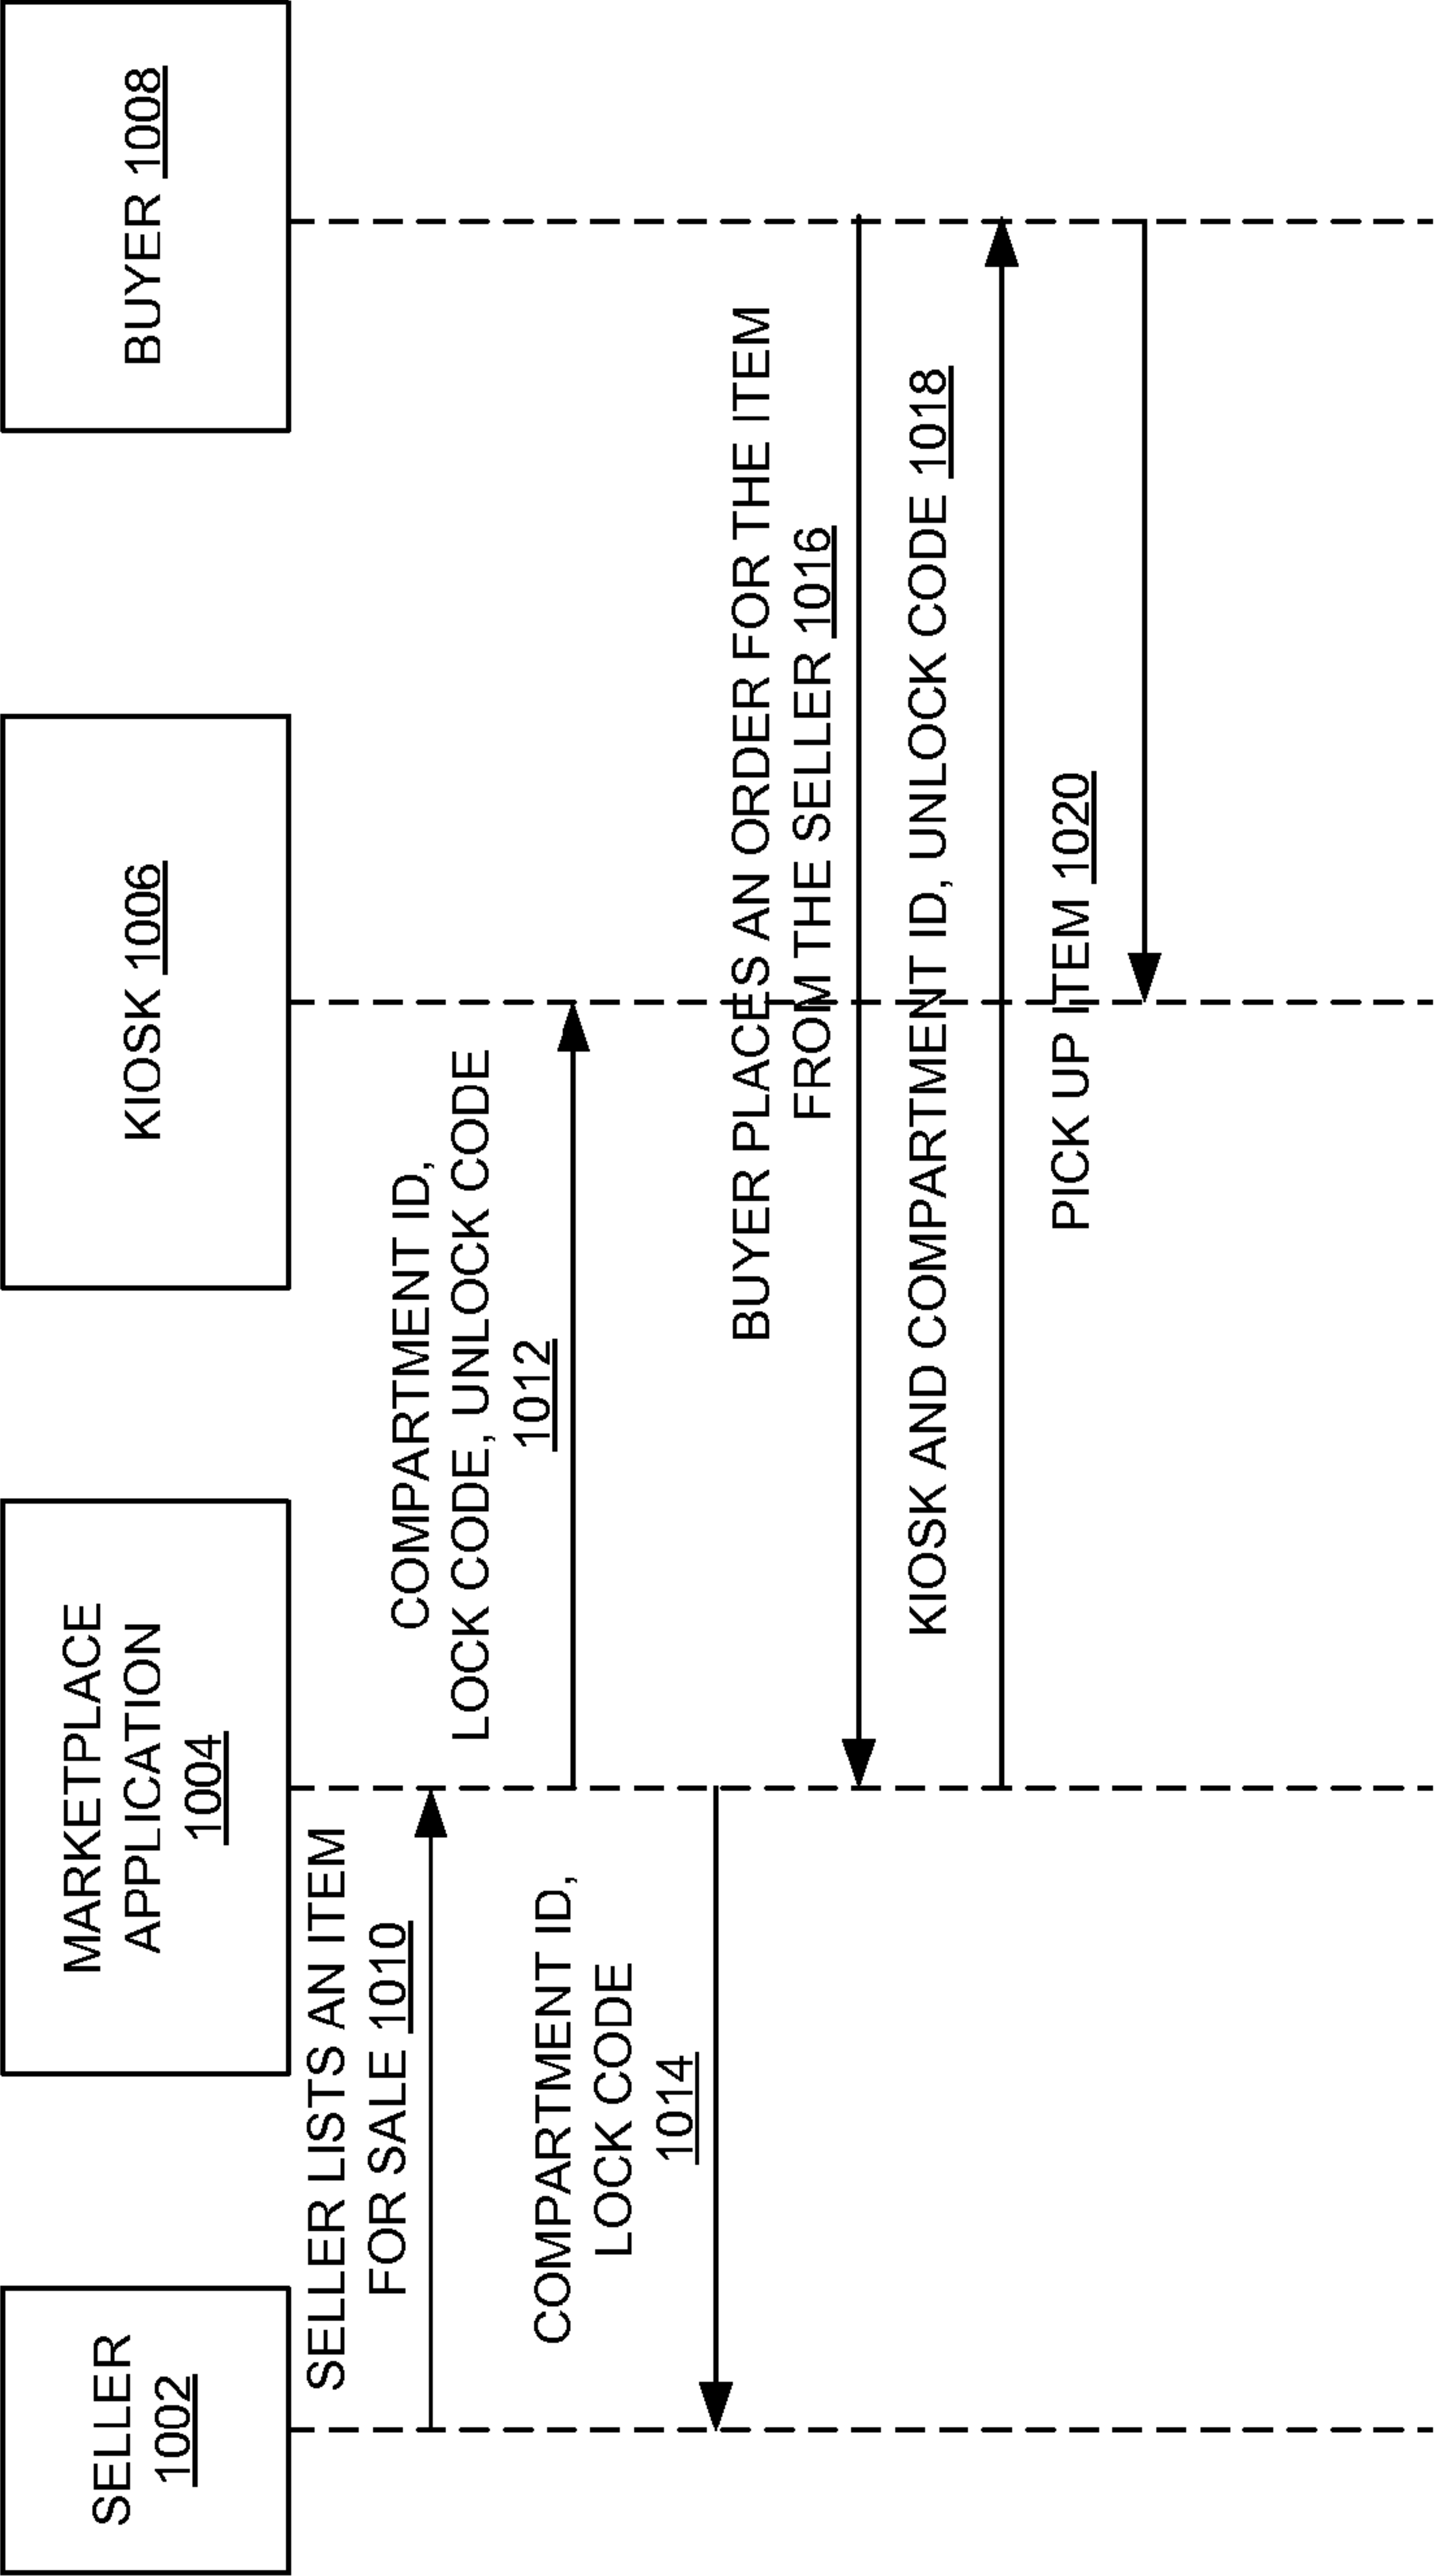 SELLER
1002
MARKETPLACE
APPLICATION
1004
KIOSK 1006
BUYER 1008
SELLER LISTS AN ITEM
FOR SALE 1010
COMPARTMENT ID,
LOCK CODE, UNLOCK CODE
1012
COMPARTMENT ID,
LOCK CODE
1014
BUYER PLACES AN ORDER FOR THE ITEM
FROM THE SELLER 1016
KIOSK AND COMPARTMENT ID, UNLOCK CODE 1018
PICK UP ITEM 1020